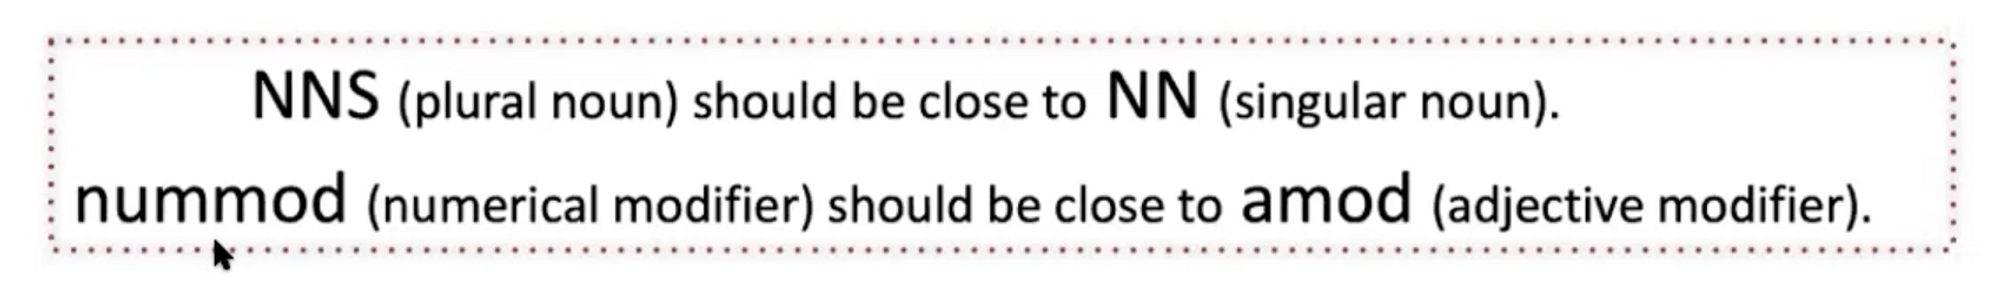 NNS (plural noun) should be close to NN (singular noun).
nummod (numerical modifier) should be close to amod (adjective modifier).